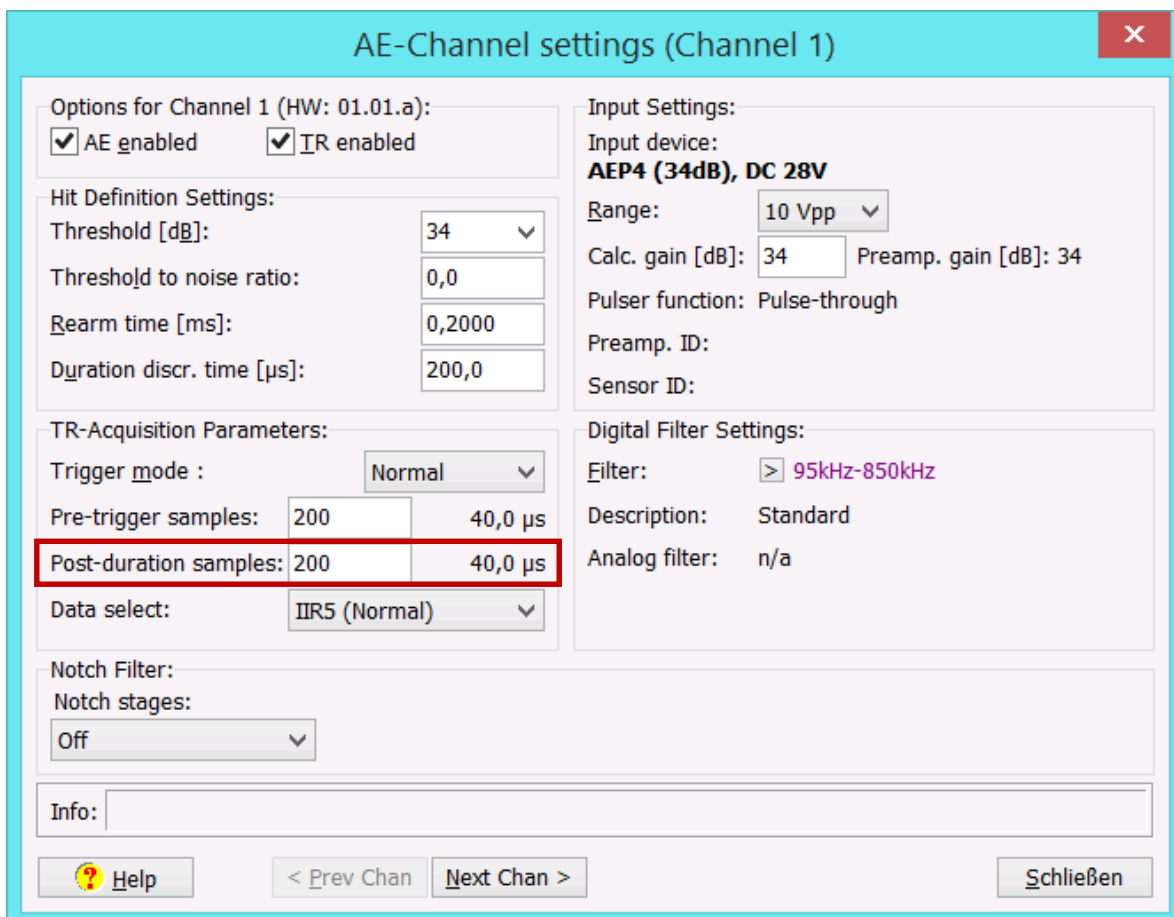 AE-Channel settings (Channel 1)
Options for Channel 1 (HW: 01.01.a):
AE enabled TR enabled
Hit Definition Settings:
Threshold [dB]: 34
Threshold to noise ratio: 0,0
Rearm time [ms]: 0,2000
Duration discr. time [µs]: 200,0
TR-Acquisition Parameters:
Trigger mode : Normal
Pre-trigger samples: 200 40,0 µs
Post-duration samples: 200 40,0 µs
Data select: IIR5 (Normal)
Input Settings:
Input device:
AEP4 (34dB), DC 28V
Range: 10 Vpp
Calc. gain [dB]: 34 Preamp. gain [dB]: 34
Pulser function: Pulse-through
Preamp. ID:
Sensor ID:
Digital Filter Settings:
Filter: > 95kHz-850kHz
Description: Standard
Analog filter: n/a
Notch Filter:
Notch stages:
Off
Info:
? Help < Prev Chan Next Chan > Schließen